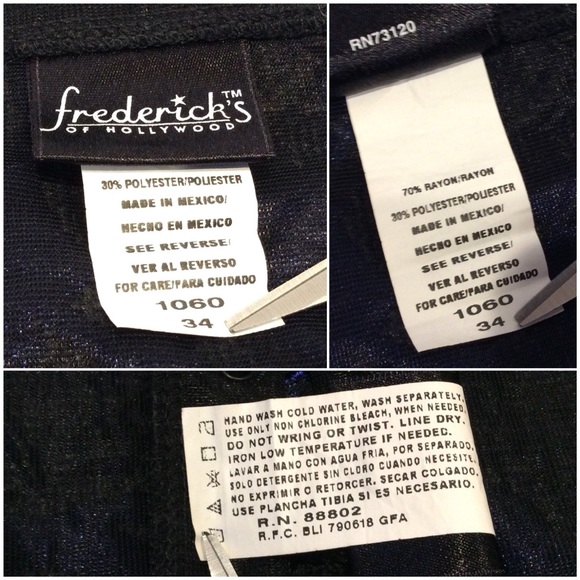 frederick's™
OF HOLLYWOOD
30% POLYESTER/POLIESTER
MADE IN MEXICO/
HECHO EN MEXICO
SEE REVERSE/
VER AL REVERSO
FOR CARE/PARA CUIDADO
1060
34
RN73120
70% RAYON/RAYON
30% POLYESTER/POLIESTER
MADE IN MEXICO/
HECHO EN MEXICO
SEE REVERSE/
VER AL REVERSO
FOR CARE/PARA CUIDADO
1060
34
HAND WASH COLD WATER, WASH SEPARATELY.
USE ONLY NON CHLORINE BLEACH, WHEN NEEDED.
DO NOT WRING OR TWIST. LINE DRY.
IRON LOW TEMPERATURE IF NEEDED.
LAVAR A MANO CON AGUA FRIA, POR SEPARADO.
SOLO DETERGENTE SIN CLORO CUANDO NECESITE.
NO EXPRIMIR O RETORCER. SECAR COLGADO.
USE PLANCHA TIBIA SI ES NECESARIO.
R.N. 88802
R.F.C. BLI 790618 GFA